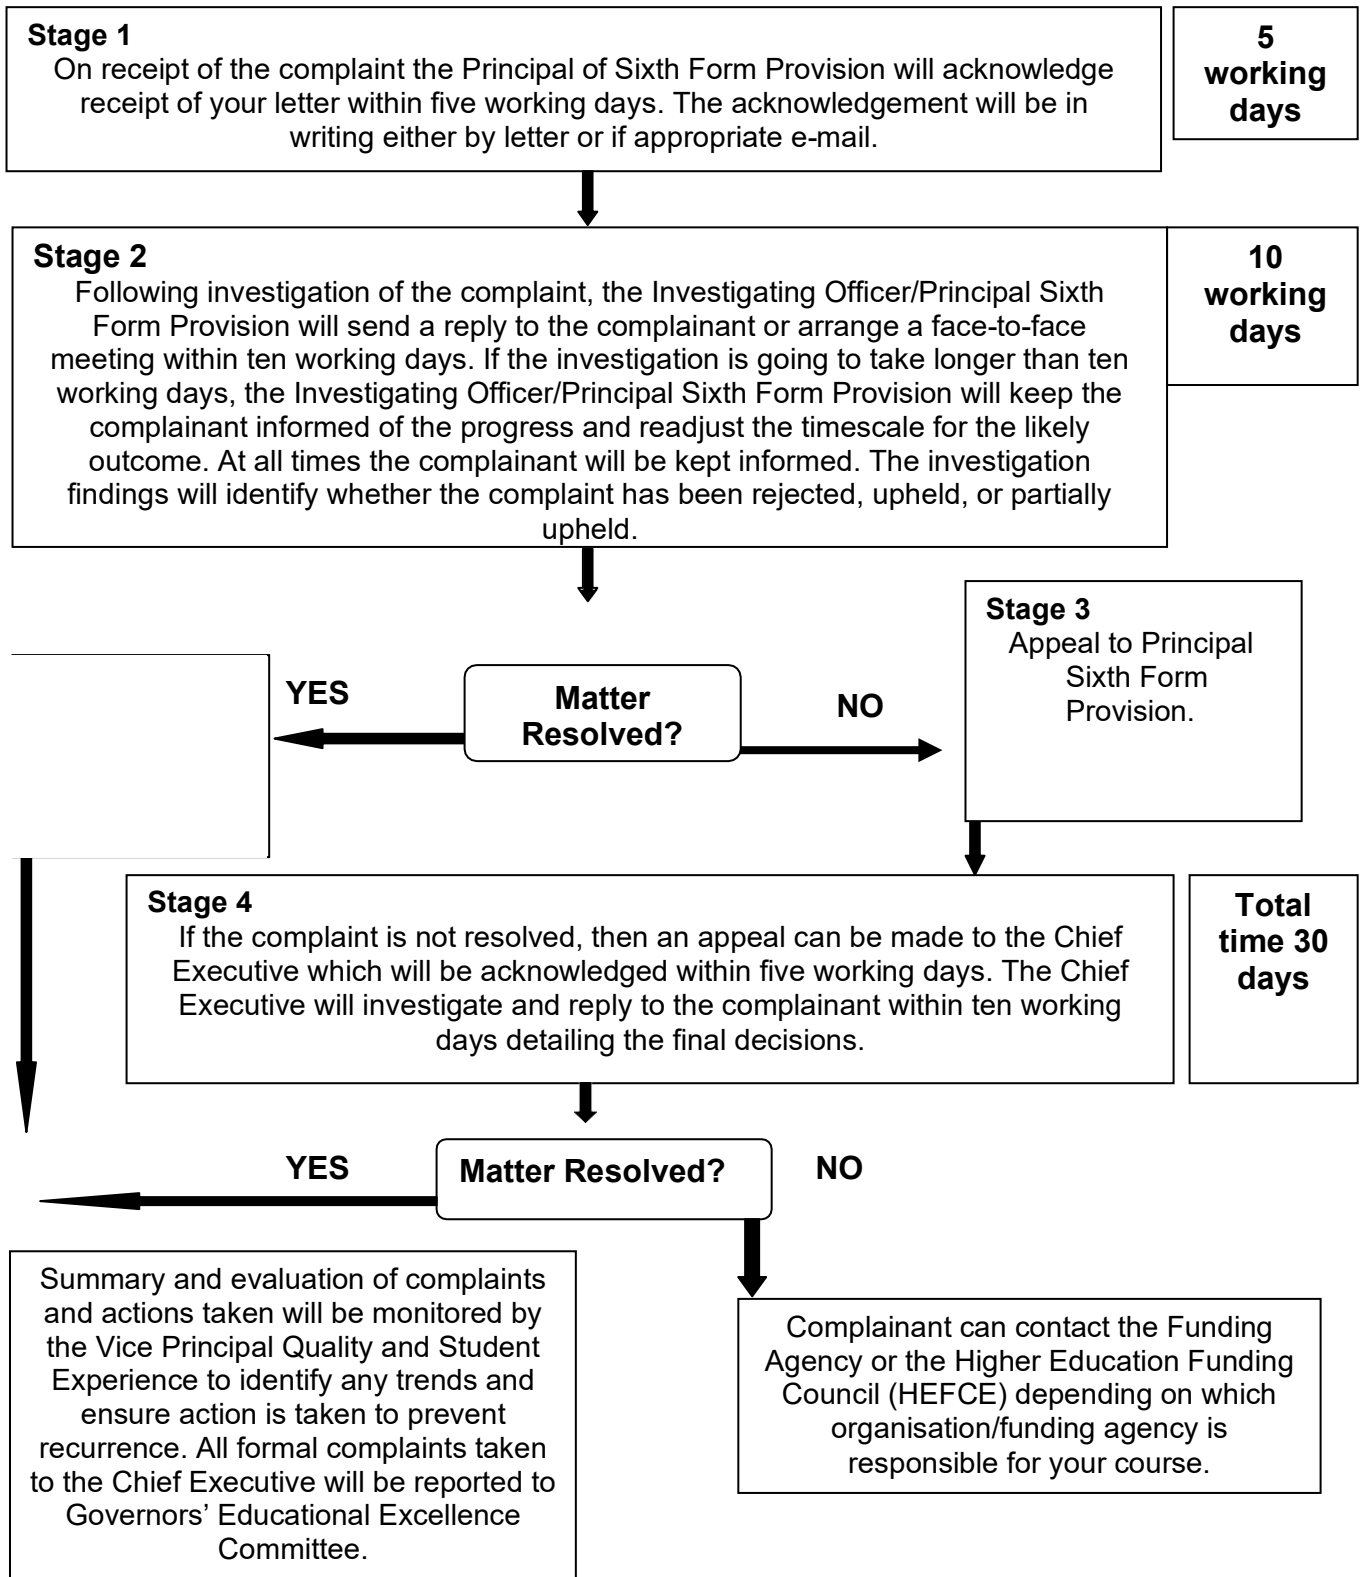 Stage 1
On receipt of the complaint the Principal of Sixth Form Provision will acknowledge
receipt of your letter within five working days. The acknowledgement will be in
writing either by letter or if appropriate e-mail.
5
working
days
Stage 2
Following investigation of the complaint, the Investigating Officer/Principal Sixth
Form Provision will send a reply to the complainant or arrange a face-to-face
meeting within ten working days. If the investigation is going to take longer than ten
working days, the Investigating Officer/Principal Sixth Form Provision will keep the
complainant informed of the progress and readjust the timescale for the likely
outcome. At all times the complainant will be kept informed. The investigation
findings will identify whether the complaint has been rejected, upheld, or partially
upheld.
10
working
days
YES
Matter
Resolved?
NO
Stage 3
Appeal to Principal
Sixth Form
Provision.
Stage 4
If the complaint is not resolved, then an appeal can be made to the Chief
Executive which will be acknowledged within five working days. The Chief
Executive will investigate and reply to the complainant within ten working
days detailing the final decisions.
Total
time 30
days
YES
Matter Resolved?
NO
Summary and evaluation of complaints
and actions taken will be monitored by
the Vice Principal Quality and Student
Experience to identify any trends and
ensure action is taken to prevent
recurrence. All formal complaints taken
to the Chief Executive will be reported to
Governors’ Educational Excellence
Committee.
Complainant can contact the Funding
Agency or the Higher Education Funding
Council (HEFCE) depending on which
organisation/funding agency is
responsible for your course.